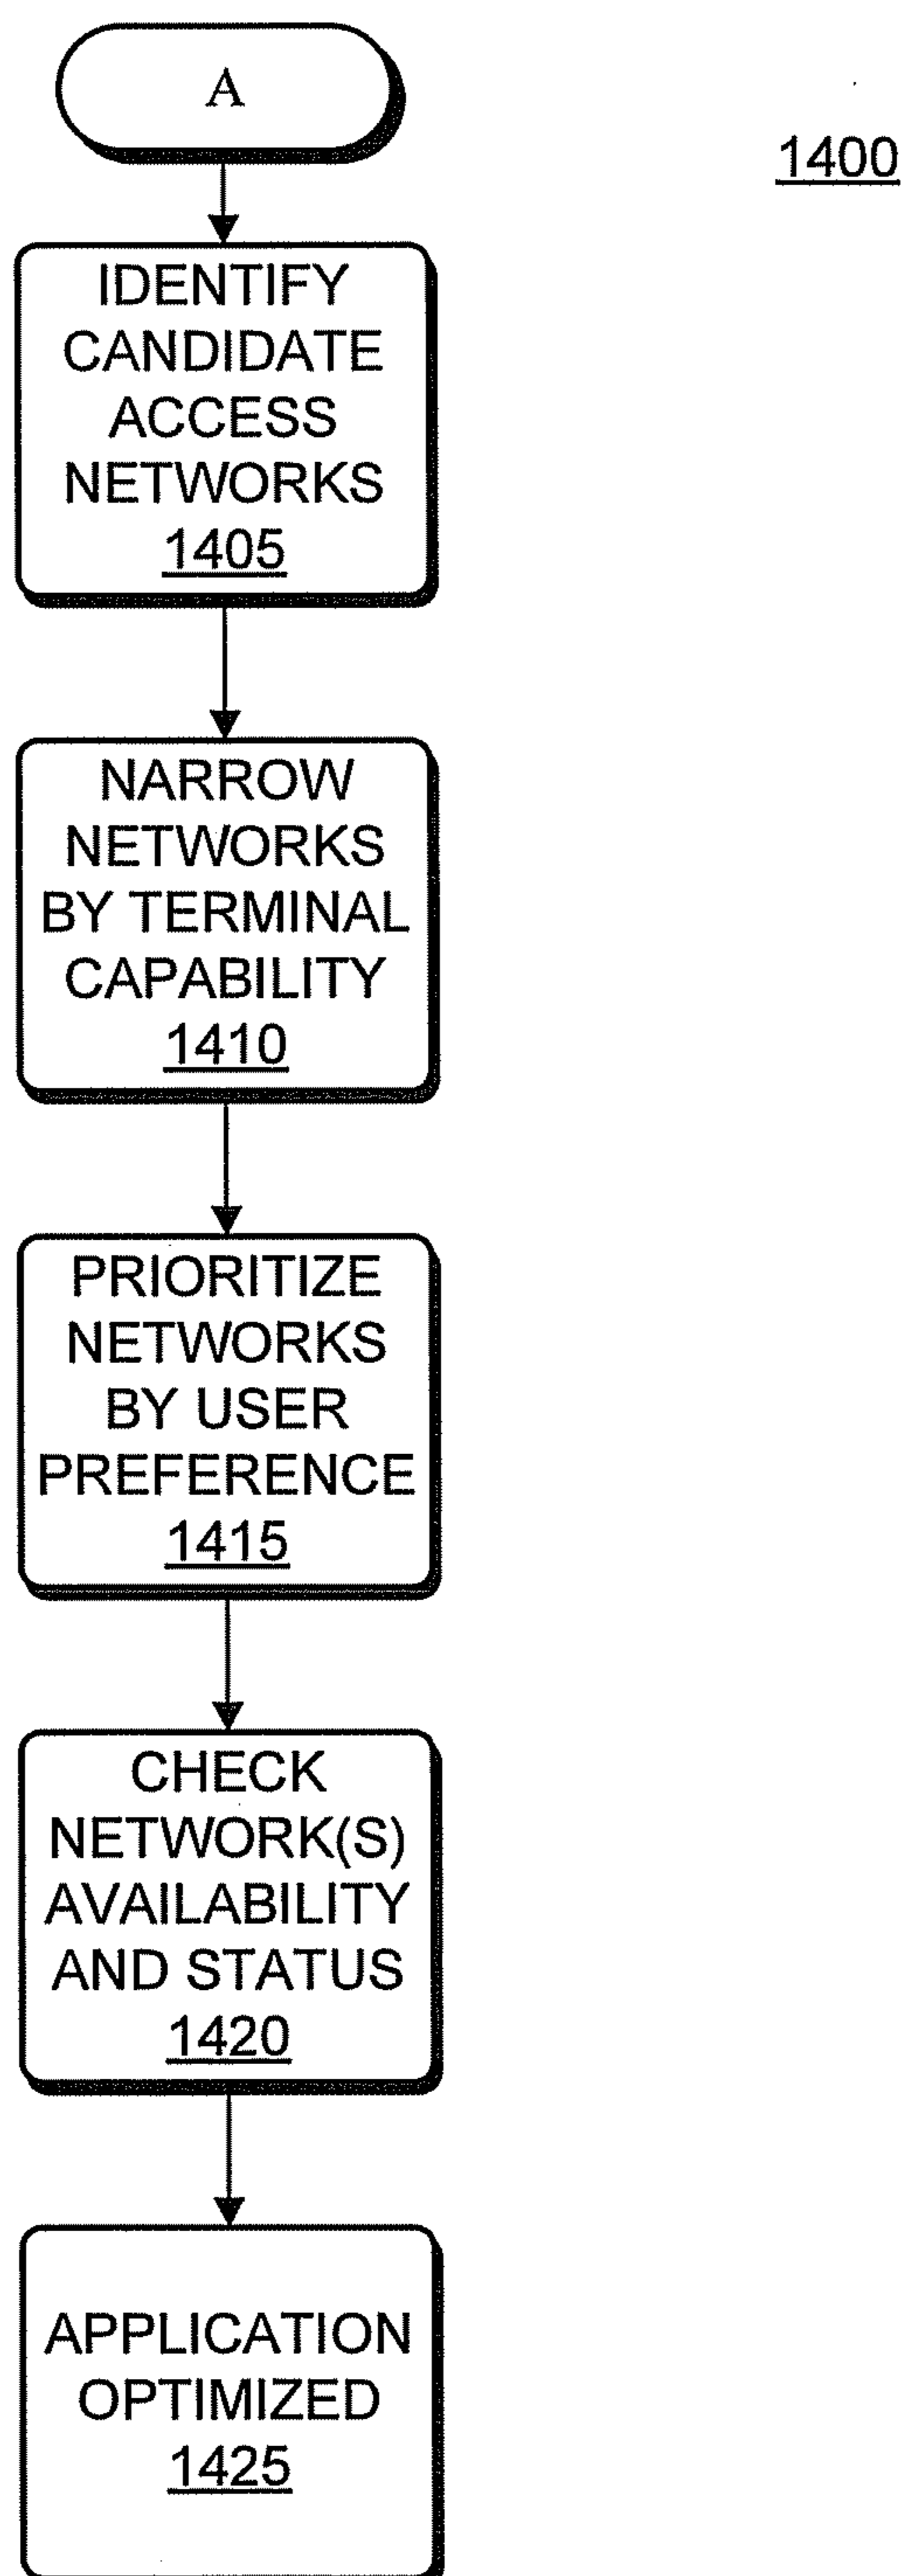 A
1400
IDENTIFY
CANDIDATE
ACCESS
NETWORKS
1405
NARROW
NETWORKS
BY TERMINAL
CAPABILITY
1410
PRIORITIZE
NETWORKS
BY USER
PREFERENCE
1415
CHECK
NETWORK(S)
AVAILABILITY
AND STATUS
1420
APPLICATION
OPTIMIZED
1425